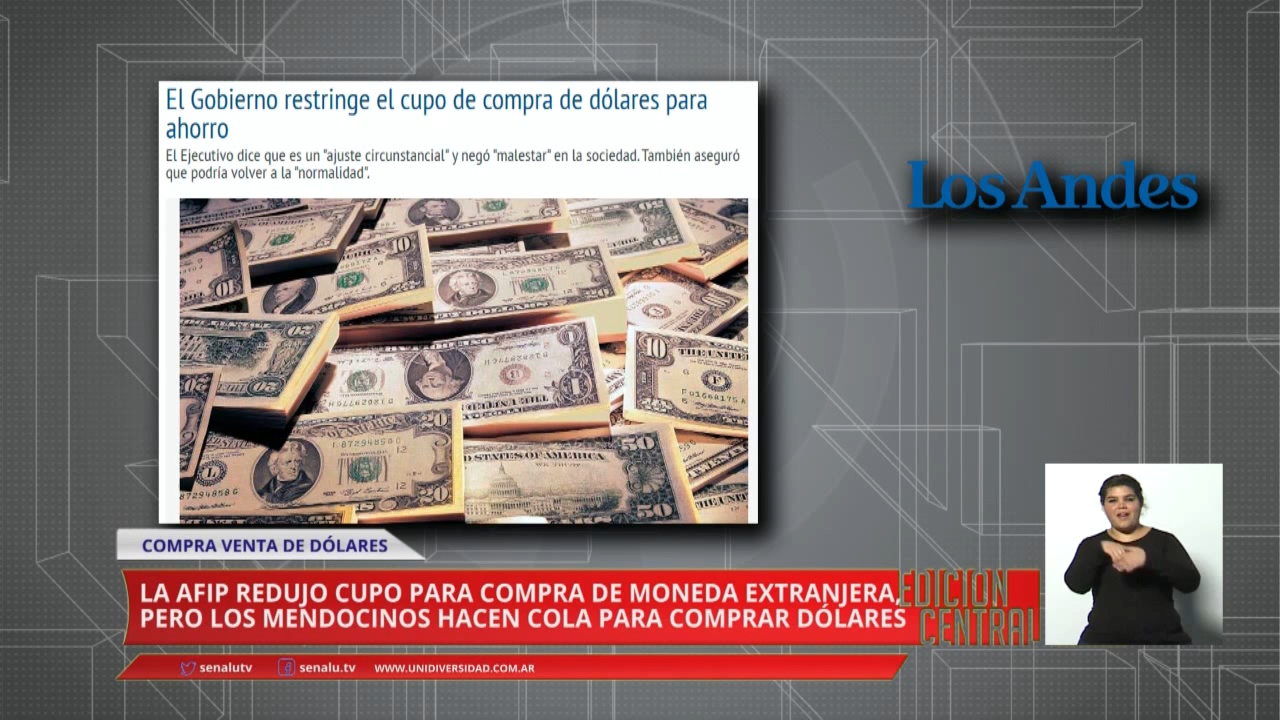 El Gobierno restringe el cupo de compra de dólares para
ahorro
El Ejecutivo dice que es un "ajuste circunstancial" y negó "malestar" en la sociedad. También aseguró
que podría volver a la "normalidad".
Los Andes
COMPRA VENTA DE DÓLARES
LA AFIP REDUJO CUPO PARA COMPRA DE MONEDA EXTRANJERA,
PERO LOS MENDOCINOS HACEN COLA PARA COMPRAR DÓLARES
EDICION
CENTRAL
senalutv senalu.tv WWW.UNIDIVERSIDAD.COM.AR